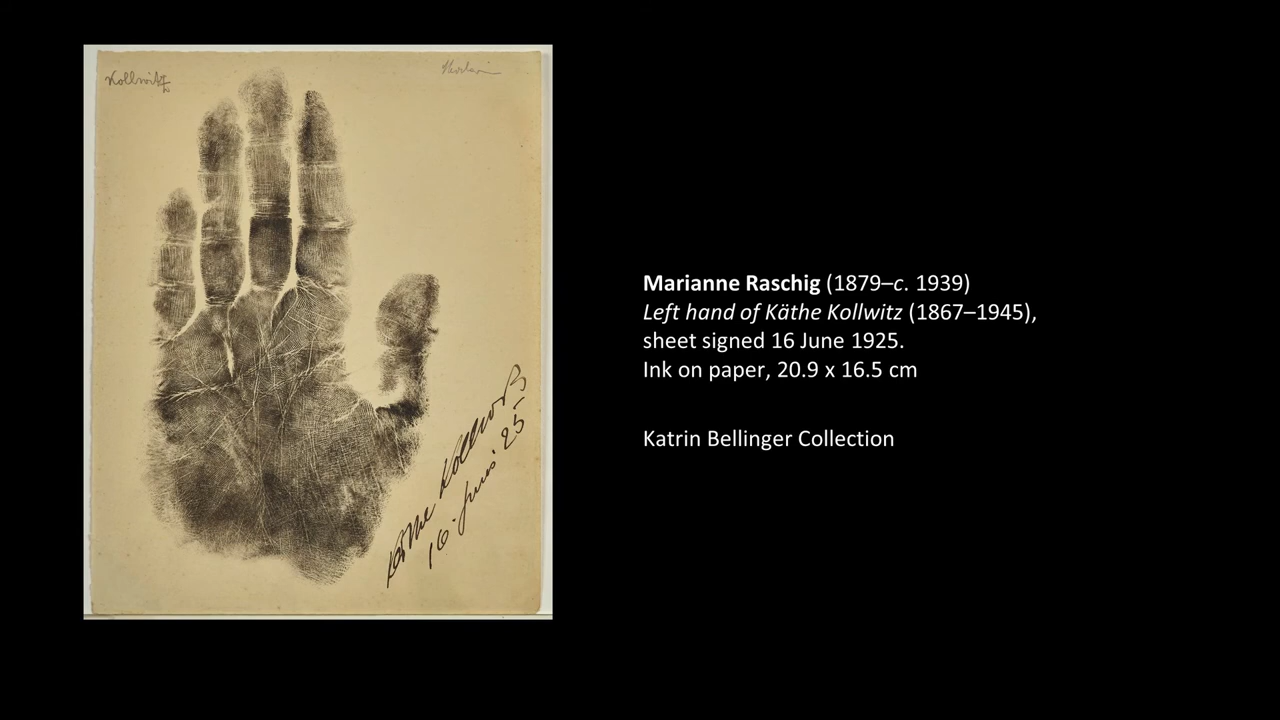 Kollwitz
Käthe Kollwitz
16. Juni 25
Marianne Raschig (1879–c. 1939)
Left hand of Käthe Kollwitz (1867–1945),
sheet signed 16 June 1925.
Ink on paper, 20.9 x 16.5 cm
Katrin Bellinger Collection